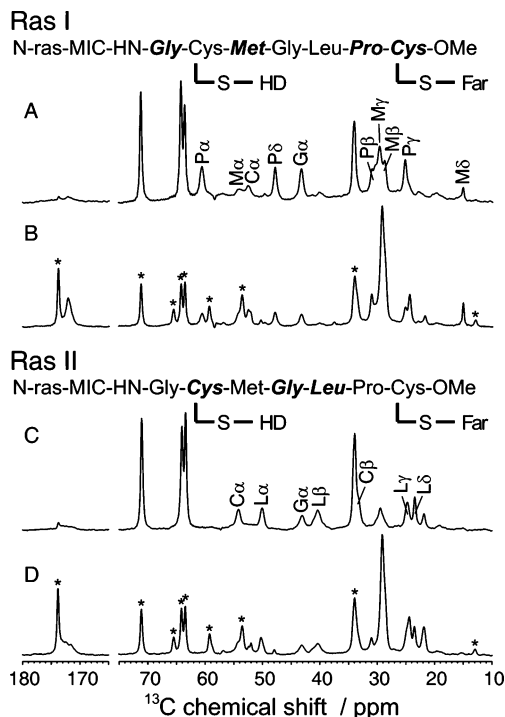 Ras I
N-ras-MIC-HN-Gly-Cys-Met-Gly-Leu-Pro-Cys-OMe
S — HD S — Far
A
Pα Mα Cα Pδ Gα Pβ Mγ Mβ Pγ Mδ
B
* * * * * * * * *
Ras II
N-ras-MIC-HN-Gly-Cys-Met-Gly-Leu-Pro-Cys-OMe
S — HD S — Far
C
Cα Lα Gα Lβ Cβ Lγ Lδ
D
* * * * * * * * *
180 170 70 60 50 40 30 20 10
¹³C chemical shift / ppm